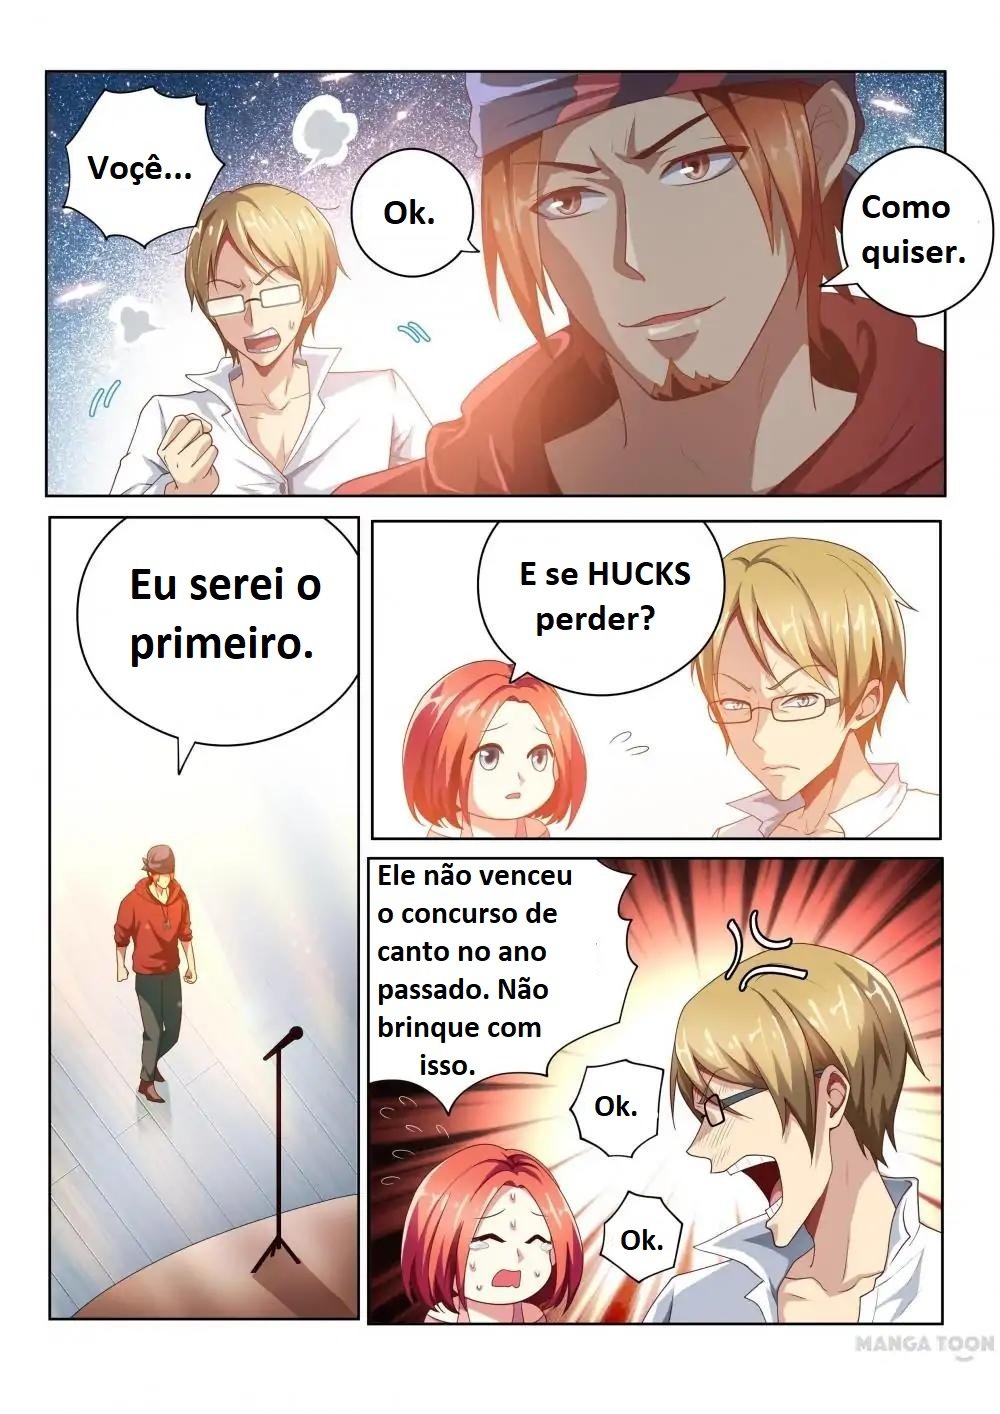 Voçê...
Ok.
Como
quiser.
Eu serei o
primeiro.
E se HUCKS
perder?
Ele não venceu
o concurso de
canto no ano
passado. Não
brinque com
isso.
Ok.
Ok.
MANGA TOON